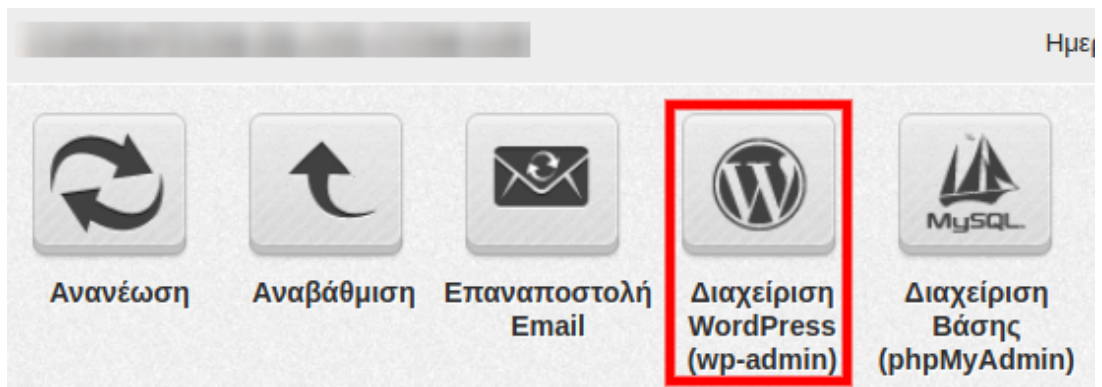 Ημερ
MySQL
Ανανέωση
Αναβάθμιση
Επαναποστολή
Email
Διαχείριση
WordPress
(wp-admin)
Διαχείριση
Βάσης
(phpMyAdmin)